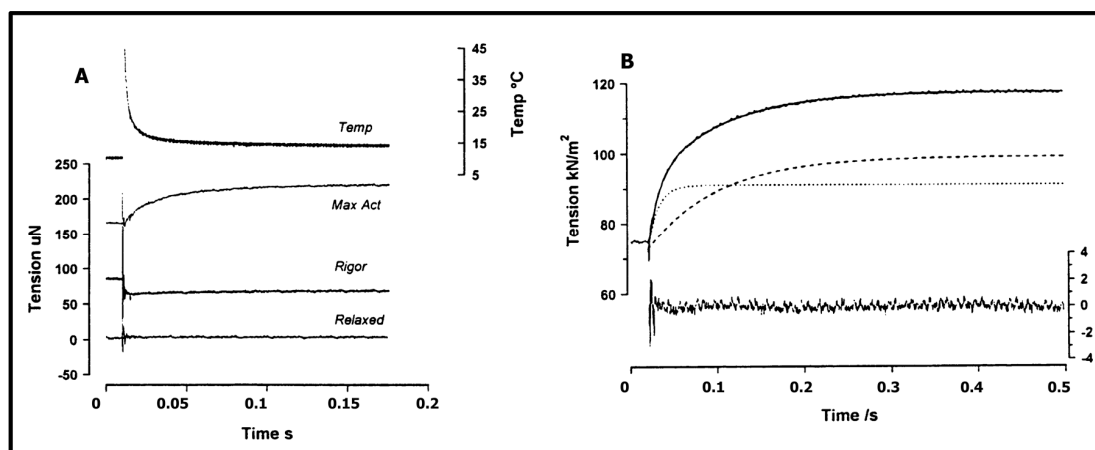 A
Temp
Max Act
Rigor
Relaxed
250
200
150
100
50
0
-50
Tension uN
45
35
25
15
5
Temp ºC
0
0.05
0.1
0.15
0.2
Time s
B
120
100
80
60
Tension kN/m²
4
2
0
-2
-4
0
0.1
0.2
0.3
0.4
0.5
Time /s